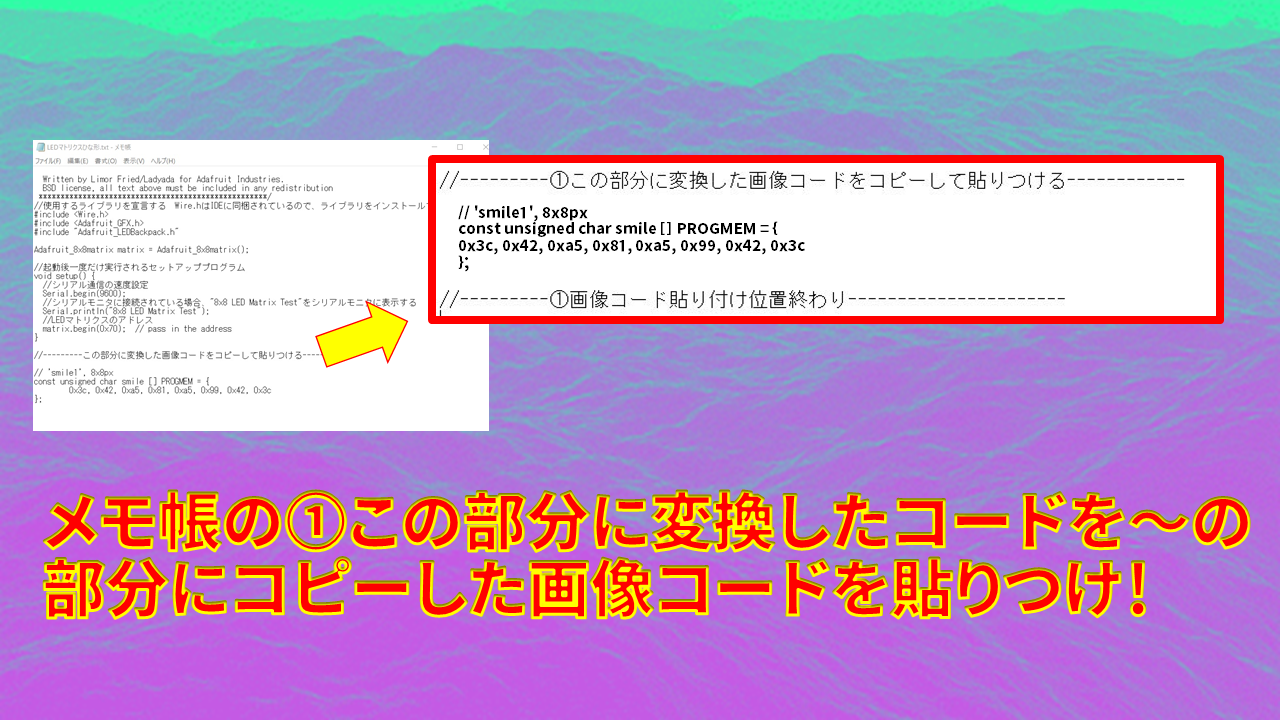 LEDマトリクスひな形.txt - メモ帳
ファイル(F) 編集(E) 書式(O) 表示(V) ヘルプ(H)
Written by Limor Fried/Ladyada for Adafruit Industries.
BSD license, all text above must be included in any redistribution
****************************************************/
//使用するライブラリを宣言する　Wire.hはIDEに同梱されているので、ライブラリをインストール
#include <Wire.h>
#include <Adafruit_GFX.h>
#include "Adafruit_LEDBackpack.h"
Adafruit_8x8matrix matrix = Adafruit_8x8matrix();
//起動後一度だけ実行されるセットアッププログラム
void setup() {
//シリアル通信の速度設定
Serial.begin(9600);
//シリアルモニタに接続されている場合、"8x8 LED Matrix Test"をシリアルモニタに表示する
Serial.println("8x8 LED Matrix Test");
//LEDマトリクスのアドレス
matrix.begin(0x70);  // pass in the address
}
//---------この部分に変換した画像コードをコピーして貼りつける----
// 'smile1', 8x8px
const unsigned char smile [] PROGMEM = {
0x3c, 0x42, 0xa5, 0x81, 0xa5, 0x99, 0x42, 0x3c
};
//---------①この部分に変換した画像コードをコピーして貼りつける------------
// 'smile1', 8x8px
const unsigned char smile [] PROGMEM = {
0x3c, 0x42, 0xa5, 0x81, 0xa5, 0x99, 0x42, 0x3c
};
//---------①画像コード貼り付け位置終わり----------------------
メモ帳の①この部分に変換したコードを～の
部分にコピーした画像コードを貼りつけ！